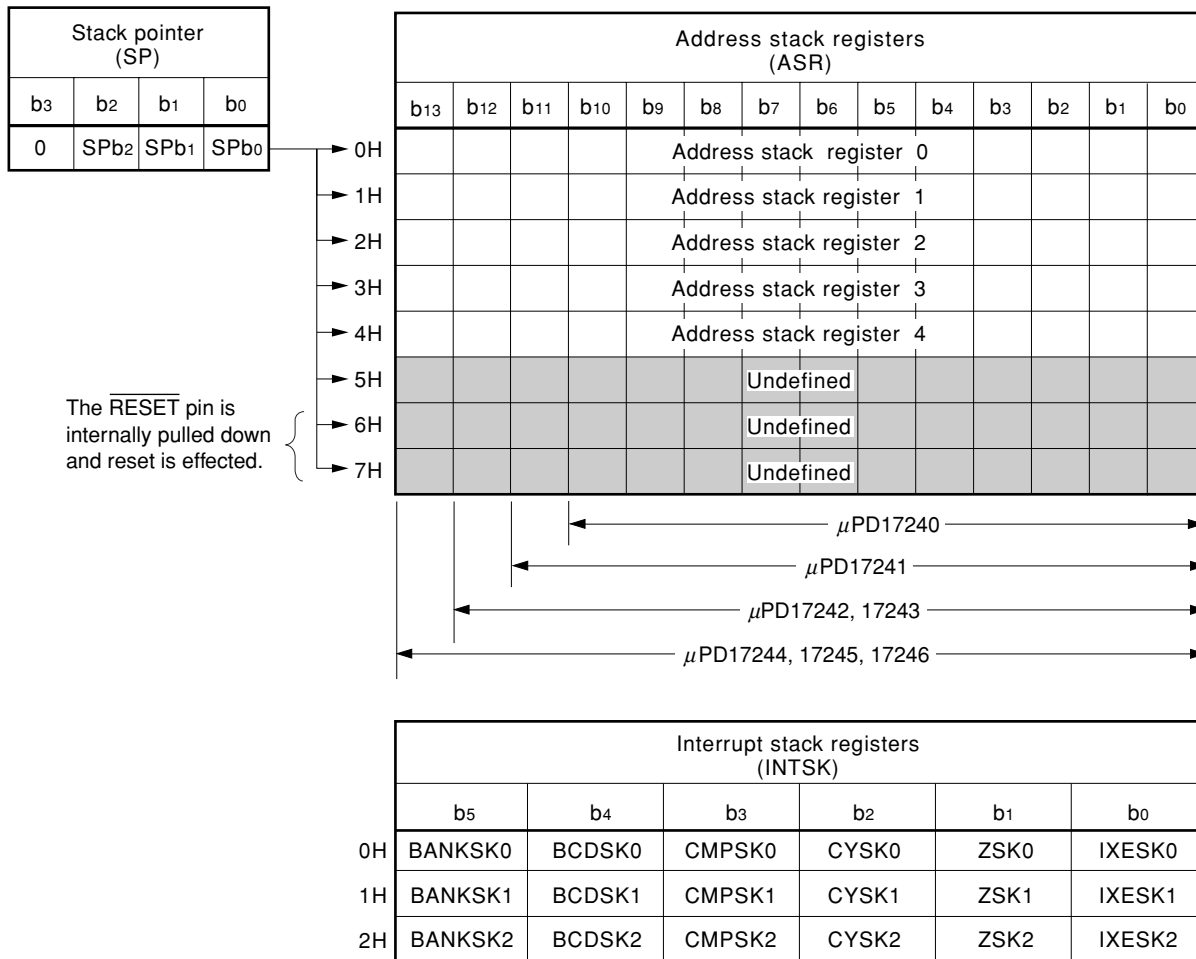 Stack pointer
(SP)
b3 b2 b1 b0
0 SPb2 SPb1 SPb0
Address stack registers
(ASR)
b13 b12 b11 b10 b9 b8 b7 b6 b5 b4 b3 b2 b1 b0
0H Address stack register 0
1H Address stack register 1
2H Address stack register 2
3H Address stack register 3
4H Address stack register 4
5H Undefined
6H Undefined
7H Undefined
The RESET pin is
internally pulled down
and reset is effected.
μPD17240
μPD17241
μPD17242, 17243
μPD17244, 17245, 17246
Interrupt stack registers
(INTSK)
b5 b4 b3 b2 b1 b0
0H BANKSK0 BCDSK0 CMPSK0 CYSK0 ZSK0 IXESK0
1H BANKSK1 BCDSK1 CMPSK1 CYSK1 ZSK1 IXESK1
2H BANKSK2 BCDSK2 CMPSK2 CYSK2 ZSK2 IXESK2